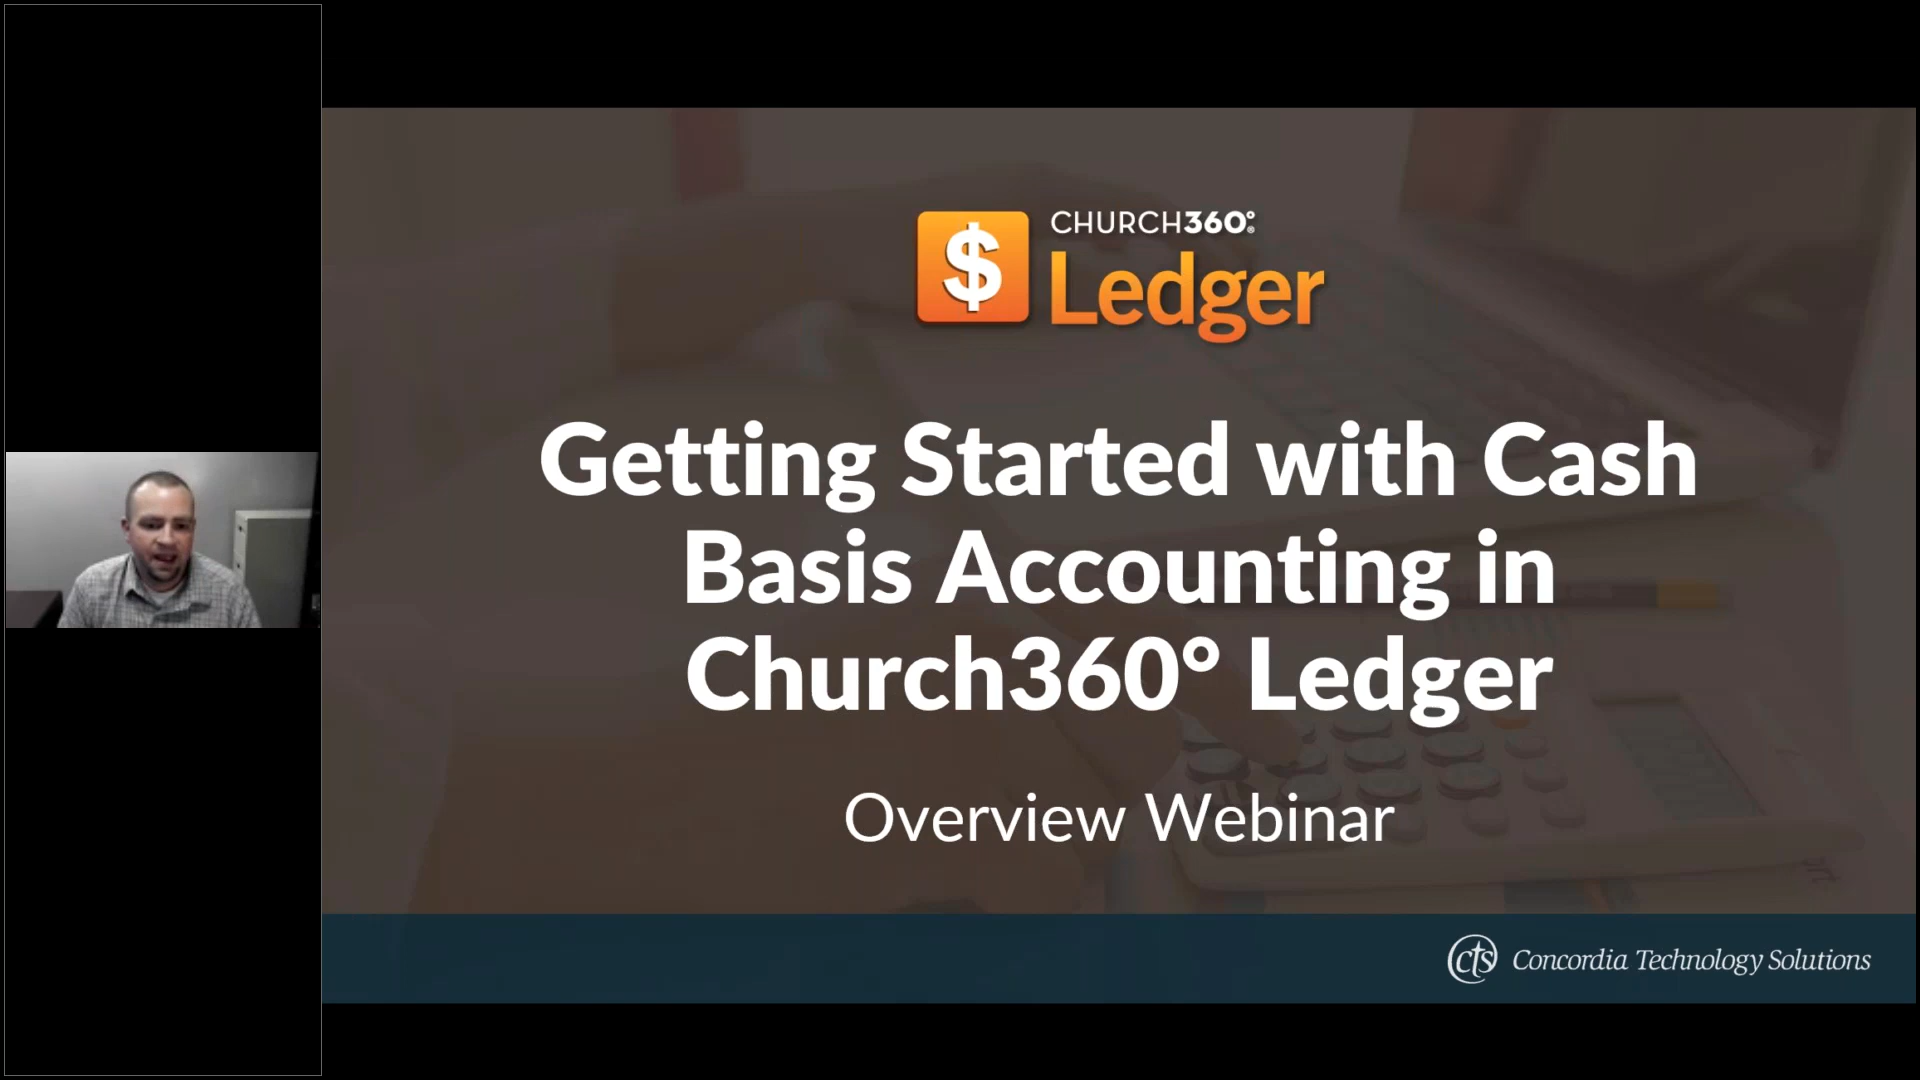 $
CHURCH360°®
Ledger
Getting Started with Cash
Basis Accounting in
Church360° Ledger
Overview Webinar
cts Concordia Technology Solutions